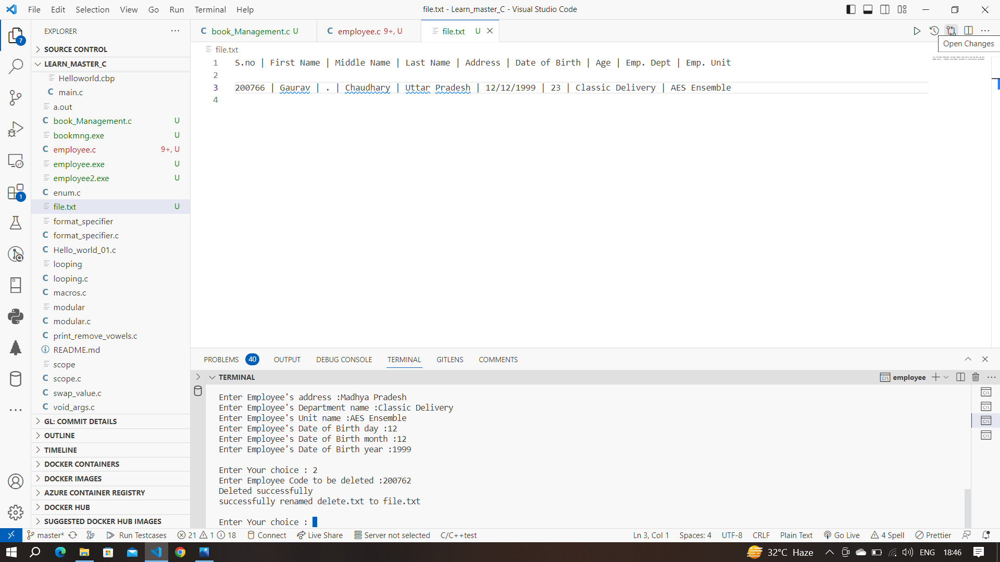 File Edit Selection View Go Run Terminal Help
file.txt - Learn_master_C - Visual Studio Code
EXPLORER
7
SOURCE CONTROL
LEARN_MASTER_C
Helloworld.cbp
C main.c
a.out
C book_Management.c U
bookmng.exe U
C employee.c 9+, U
employee.exe U
employee2.exe U
C enum.c
file.txt U
format_specifier
C format_specifier.c
C Hello_world_01.c
looping
C looping.c
C macros.c
modular
C modular.c
C print_remove_vowels.c
README.md
scope
C scope.c
C swap_value.c
C void_args.c
1
GL: COMMIT DETAILS
OUTLINE
TIMELINE
DOCKER CONTAINERS
DOCKER IMAGES
AZURE CONTAINER REGISTRY
DOCKER HUB
SUGGESTED DOCKER HUB IMAGES
C book_Management.c U
C employee.c 9+, U
file.txt U
Open Changes
file.txt
1 S.no | First Name | Middle Name | Last Name | Address | Date of Birth | Age | Emp. Dept | Emp. Unit
2
3 200766 | Gaurav | . | Chaudhary | Uttar Pradesh | 12/12/1999 | 23 | Classic Delivery | AES Ensemble
4
PROBLEMS 40 OUTPUT DEBUG CONSOLE TERMINAL GITLENS COMMENTS
TERMINAL
employee
Enter Employee's address :Madhya Pradesh
Enter Employee's Department name :Classic Delivery
Enter Employee's Unit name :AES Ensemble
Enter Employee's Date of Birth day :12
Enter Employee's Date of Birth month :12
Enter Employee's Date of Birth year :1999
Enter Your choice : 2
Enter Employee Code to be deleted :200762
Deleted successfully
successfully renamed delete.txt to file.txt
Enter Your choice :
master* Run Testcases 21 1 18 Connect Live Share Server not selected C/C++test
Ln 3, Col 1 Spaces: 4 UTF-8 CRLF Plain Text Go Live 4 Spell Prettier
32°C Haze ENG 18:46